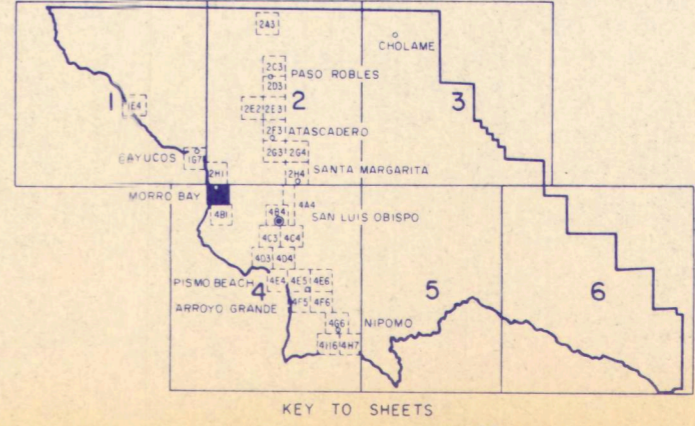 2A3
CHOLAME
2C3
PASO ROBLES
2D3
1
1E4
2E2 2E3
2
3
2F3
ATASCADERO
CAYUCOS
1G7
2G3 2G4
2H1
2H4
SANTA MARGARITA
MORRO BAY
4A4
4B1
4B4
SAN LUIS OBISPO
4C3 4C4
4D3 4D4
PISMO BEACH
4E4 4E5 4E6
4
5
6
ARROYO GRANDE
4F5 4F6
4G6
NIPOMO
4H6 4H7
KEY TO SHEETS